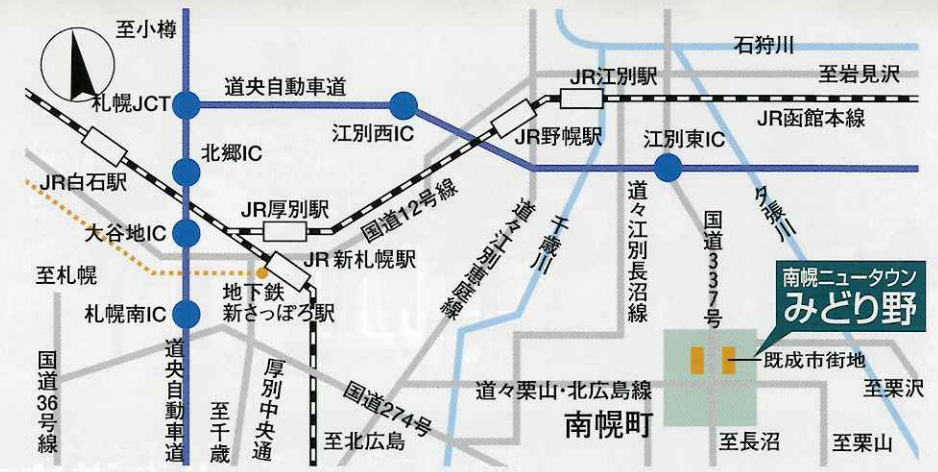 至小樽
石狩川
JR江別駅
至岩見沢
道央自動車道
札幌JCT
JR函館本線
江別西IC
JR野幌駅
江別東IC
北郷IC
JR白石駅
JR厚別駅
国道12号線
道々江別恵庭線
千歳川
道々江別長沼線
国道337号
夕張川
大谷地IC
JR新札幌駅
至札幌
地下鉄
新さっぽろ駅
南幌ニュータウン
みどり野
札幌南IC
既成市街地
国道36号線
道央自動車道
至千歳
厚別中央通
国道274号
至北広島
道々栗山・北広島線
南幌町
至栗沢
至長沼
至栗山